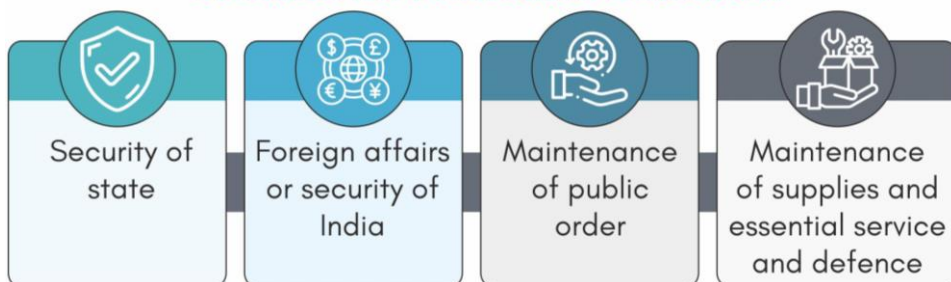 Security of
state
Foreign affairs
or security of
India
Maintenance
of public
order
Maintenance
of supplies and
essential service
and defence
$
£
€
¥